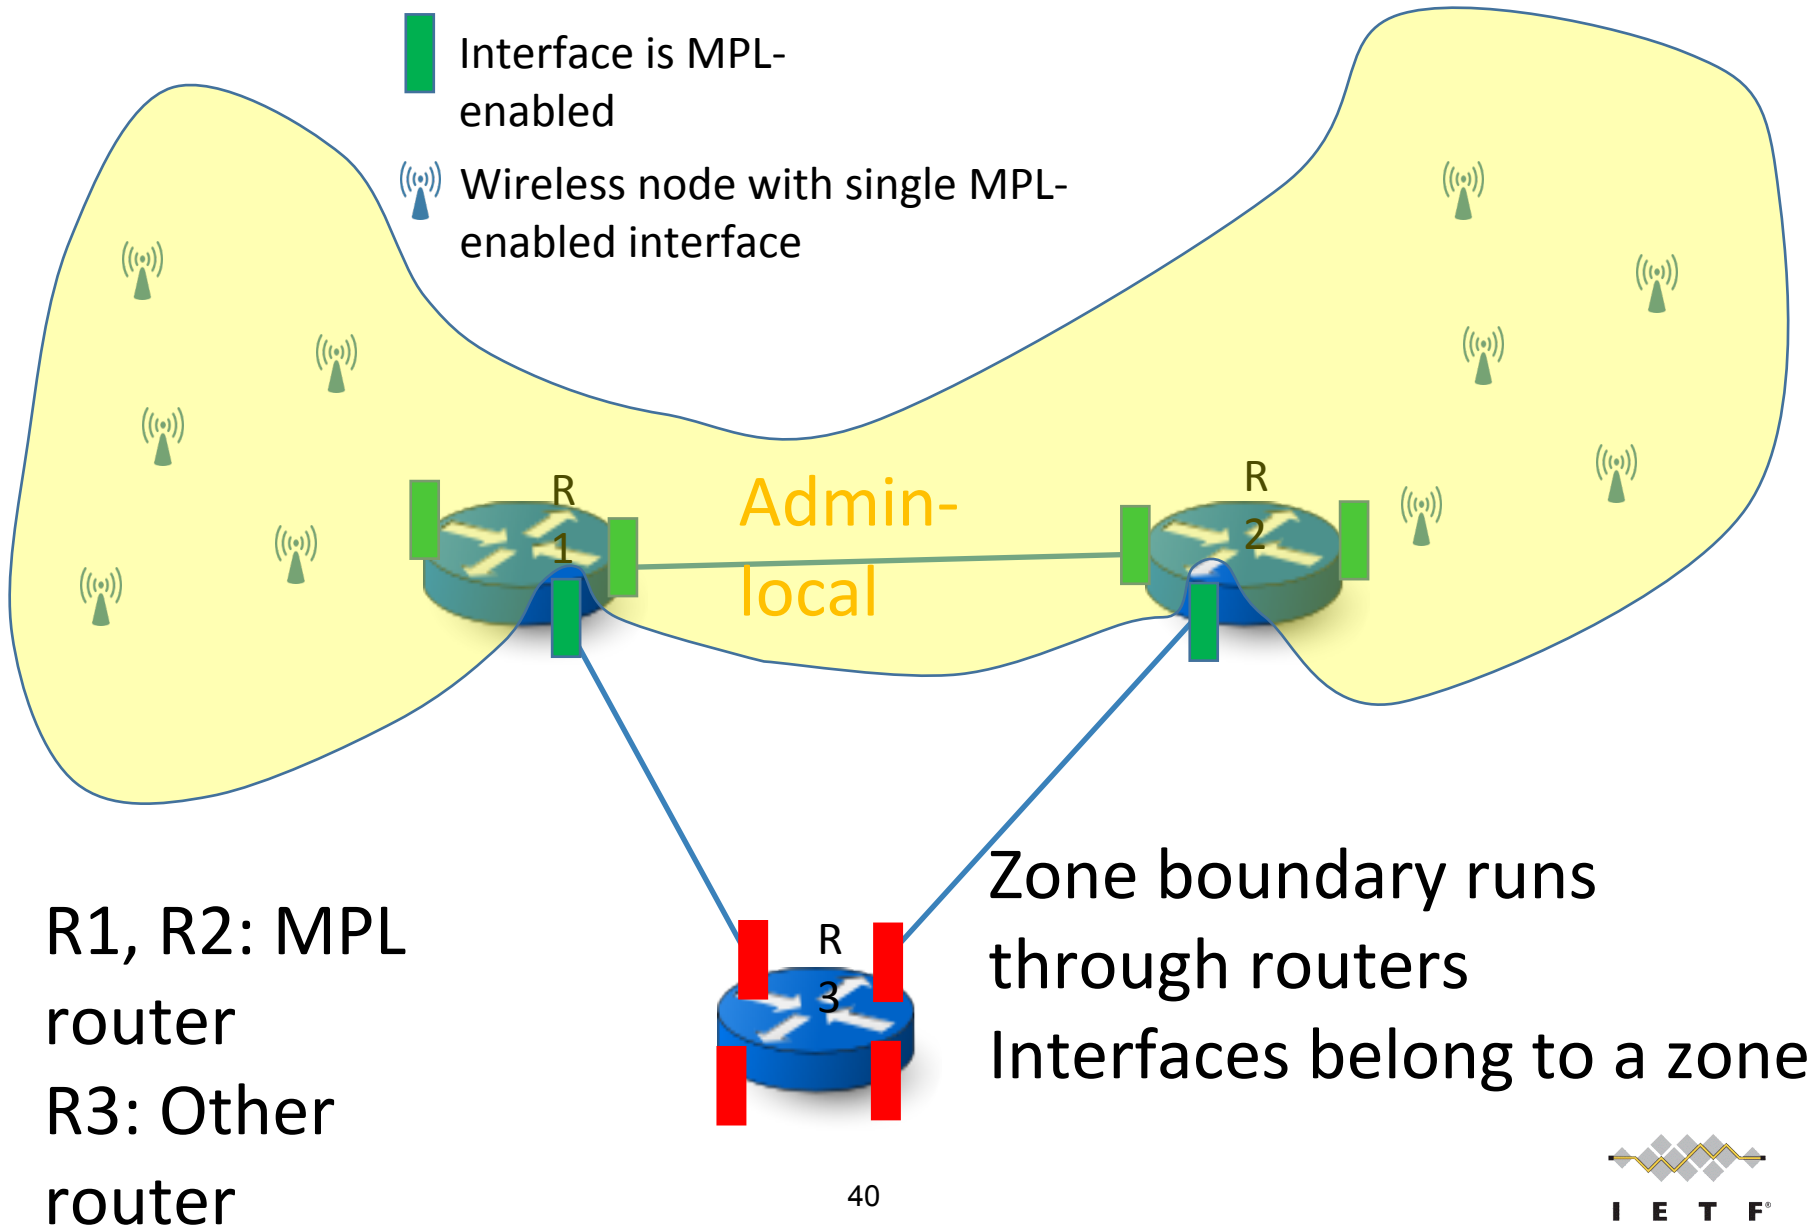 Interface is MPL-
enabled
Wireless node with single MPL-
enabled interface
R
1
Admin-
local
R
2
R
3
R1, R2: MPL
router
R3: Other
router
Zone boundary runs
through routers
Interfaces belong to a zone
40
I E T F®